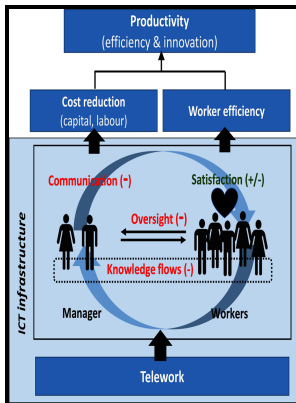 Productivity
(efficiency & innovation)
Cost reduction
(capital, labour)
Worker efficiency
ICT infrastructure
Communication (-)
Satisfaction (+/-)
Oversight (-)
Knowledge flows (-)
Manager
Workers
Telework